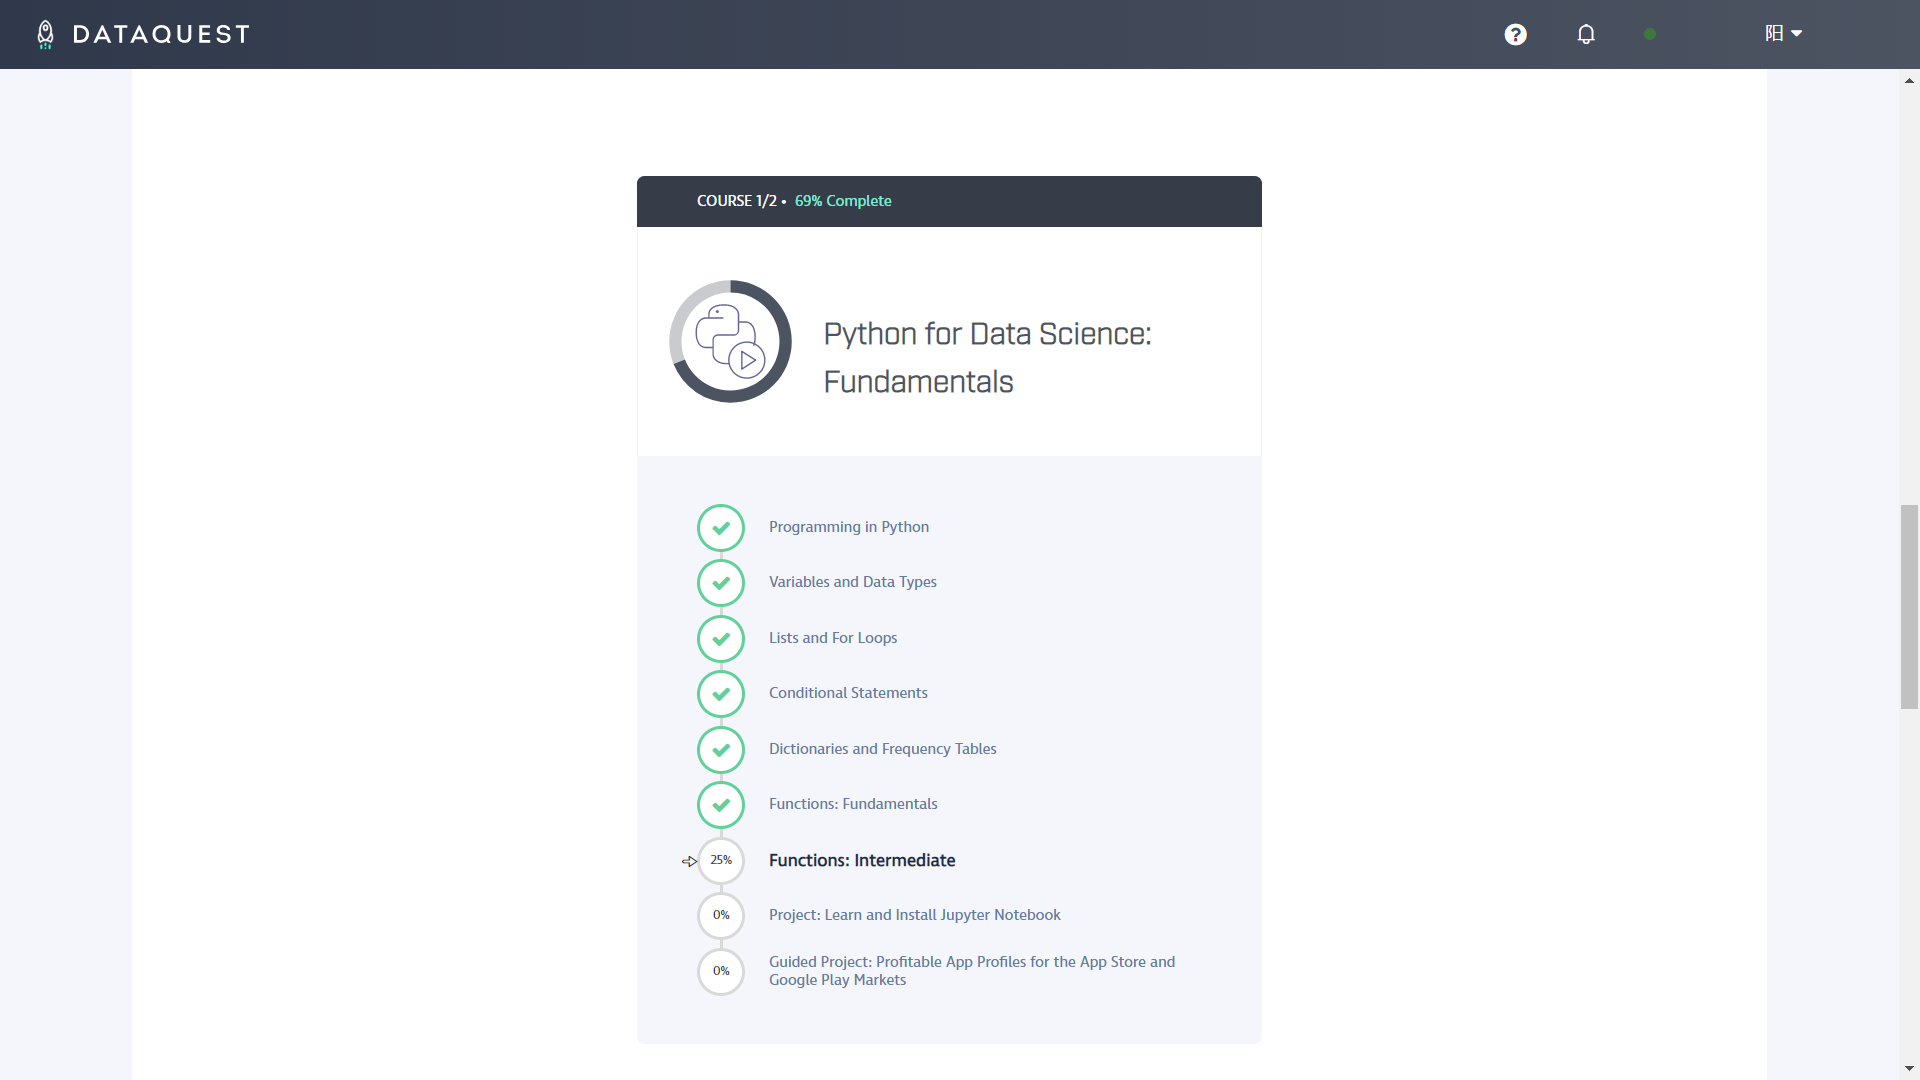 DATAQUEST
?
阳
COURSE 1/2 • 69% Complete
Python for Data Science:
Fundamentals
Programming in Python
Variables and Data Types
Lists and For Loops
Conditional Statements
Dictionaries and Frequency Tables
Functions: Fundamentals
25% Functions: Intermediate
0% Project: Learn and Install Jupyter Notebook
0% Guided Project: Profitable App Profiles for the App Store and
Google Play Markets